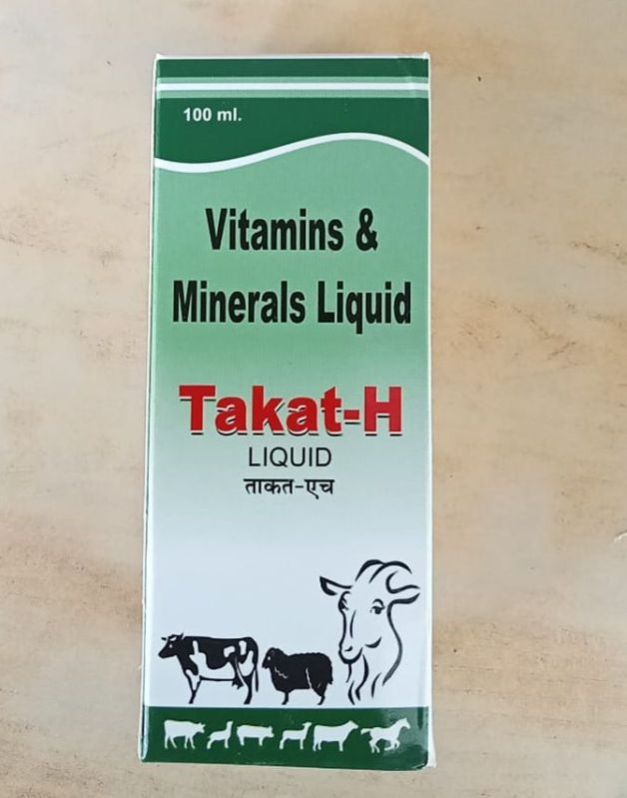 100 ml.
Vitamins &
Minerals Liquid
Takat-H
LIQUID
ताकत-एच